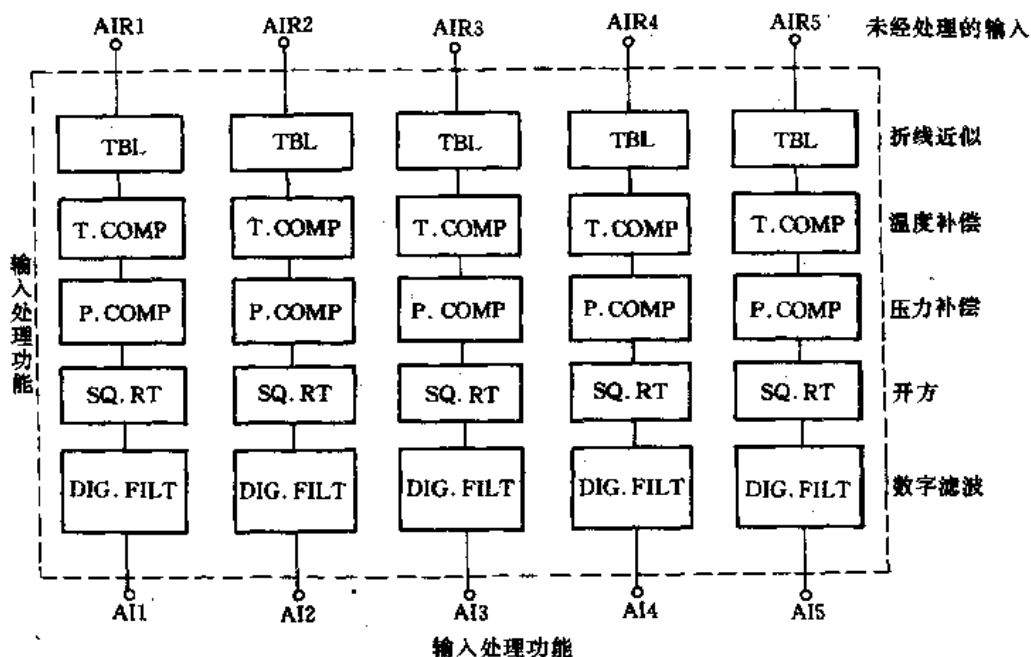 AIR1 AIR2 AIR3 AIR4 AIR5 未经处理的输入
TBL TBL TBL TBL TBL 折线近似
T.COMP T.COMP T.COMP T.COMP T.COMP 温度补偿
P.COMP P.COMP P.COMP P.COMP P.COMP 压力补偿
SQ.RT SQ.RT SQ.RT SQ.RT SQ.RT 开方
DIG.FILT DIG.FILT DIG.FILT DIG.FILT DIG.FILT 数字滤波
输入处理功能
AI1 AI2 AI3 AI4 AI5
输入处理功能